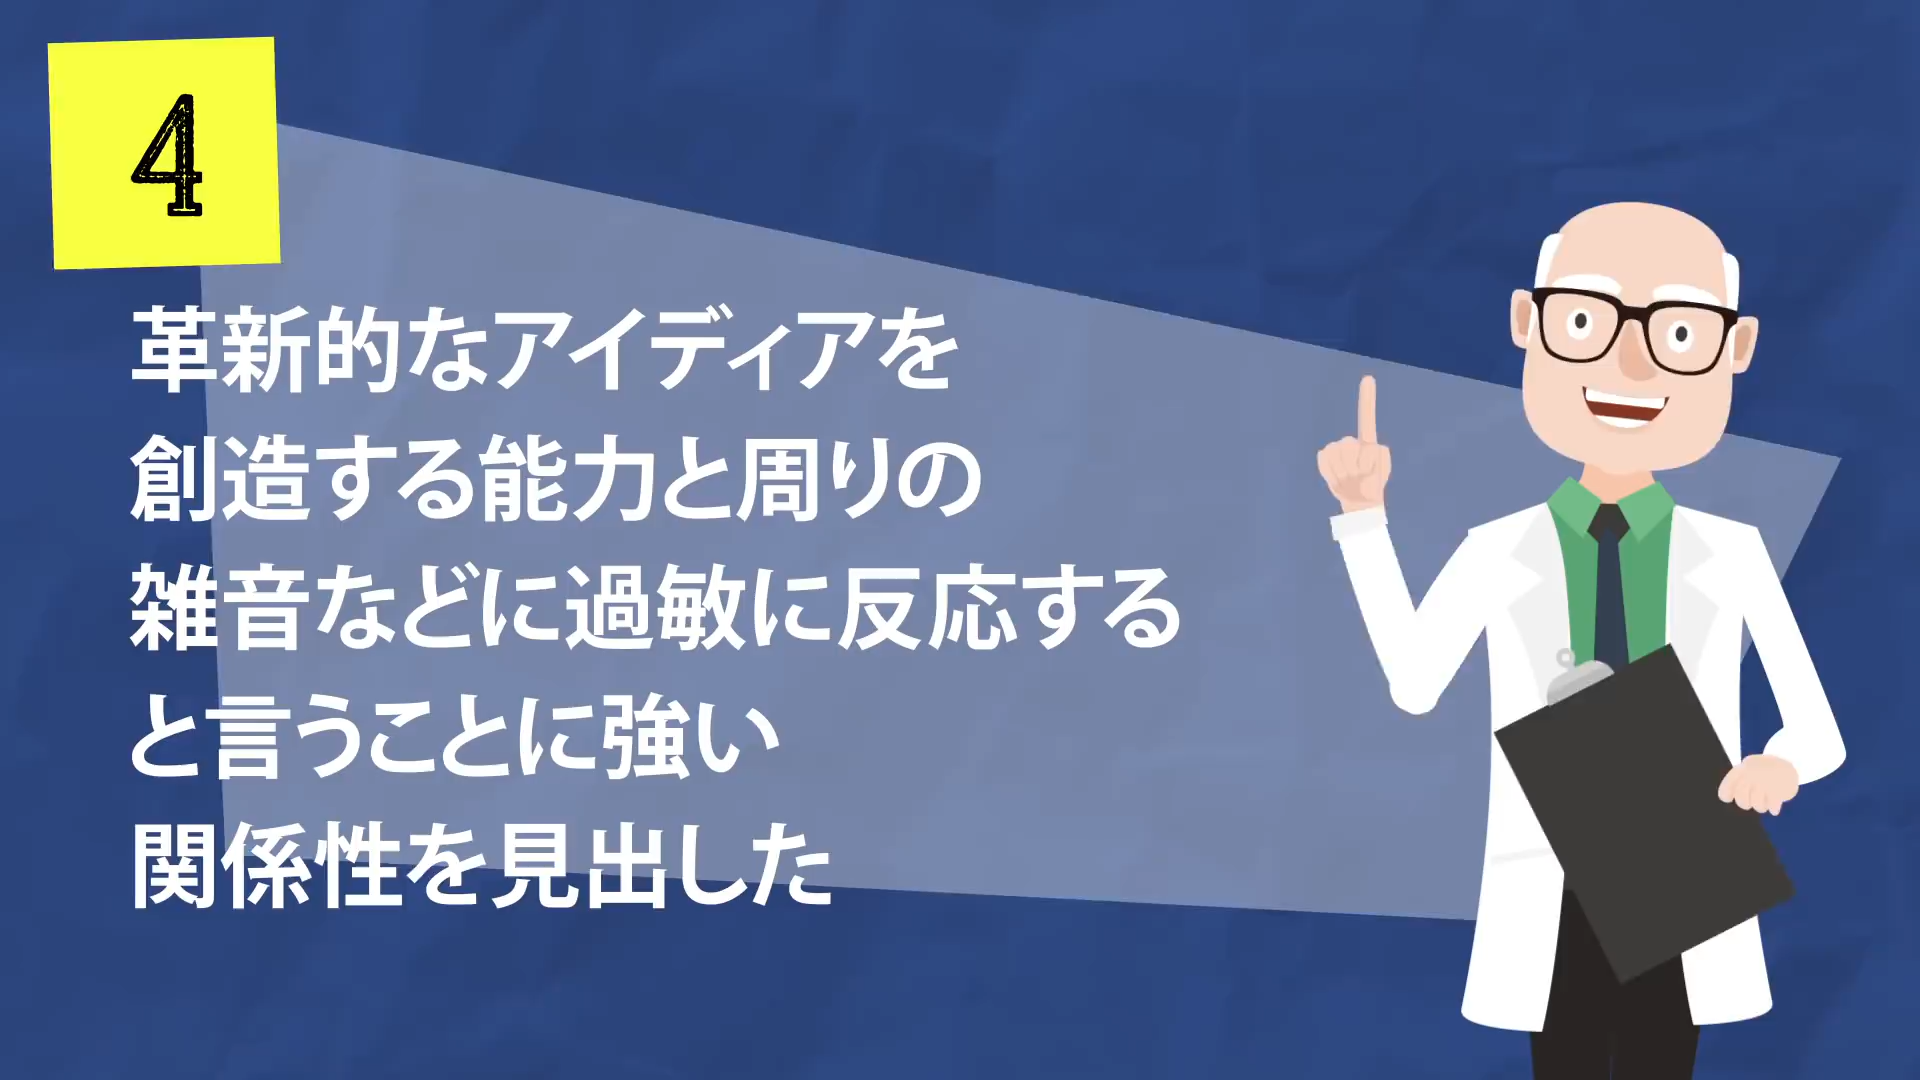 4
革新的なアイディアを
創造する能力と周りの
雑音などに過敏に反応する
と言うことに強い
関係性を見出した